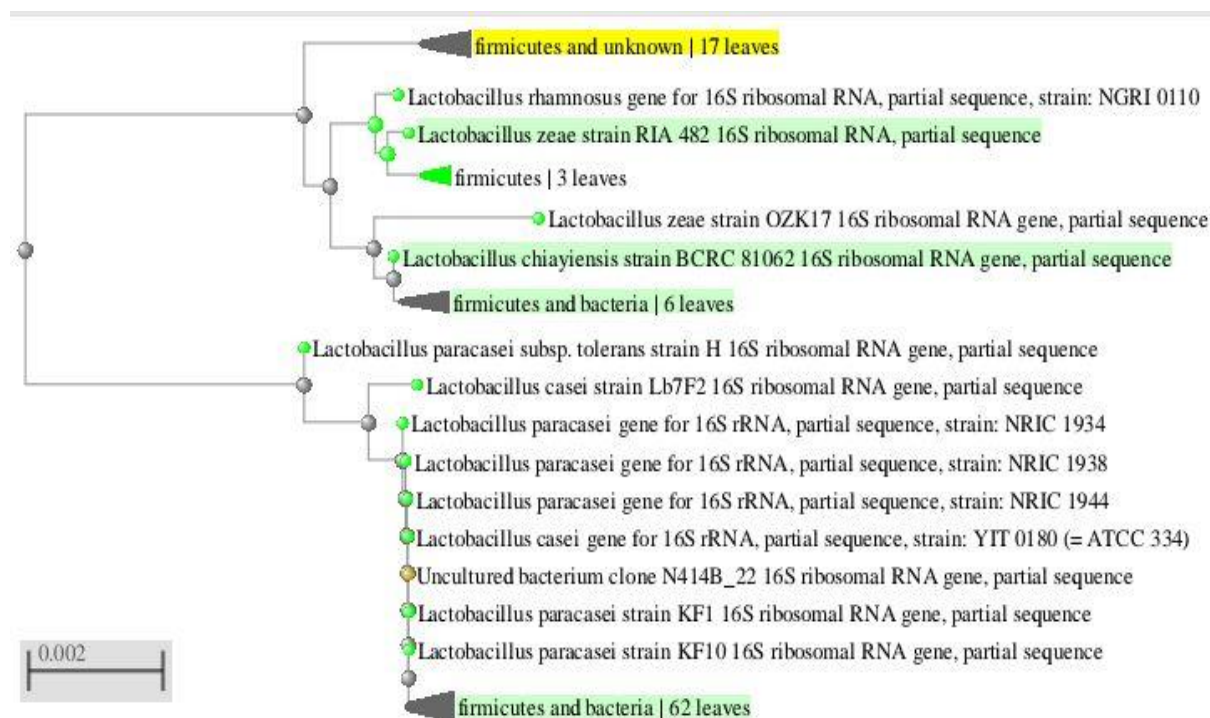 firmicutes and unknown | 17 leaves
Lactobacillus rhamnosus gene for 16S ribosomal RNA, partial sequence, strain: NGRI 0110
Lactobacillus zeae strain RIA 482 16S ribosomal RNA, partial sequence
firmicutes | 3 leaves
Lactobacillus zeae strain OZK17 16S ribosomal RNA gene, partial sequence
Lactobacillus chiayiensis strain BCRC 81062 16S ribosomal RNA gene, partial sequence
firmicutes and bacteria | 6 leaves
Lactobacillus paracasei subsp. tolerans strain H 16S ribosomal RNA gene, partial sequence
Lactobacillus casei strain Lb7F2 16S ribosomal RNA gene, partial sequence
Lactobacillus paracasei gene for 16S rRNA, partial sequence, strain: NRIC 1934
Lactobacillus paracasei gene for 16S rRNA, partial sequence, strain: NRIC 1938
Lactobacillus paracasei gene for 16S rRNA, partial sequence, strain: NRIC 1944
Lactobacillus casei gene for 16S rRNA, partial sequence, strain: YIT 0180 (= ATCC 334)
Uncultured bacterium clone N414B_22 16S ribosomal RNA gene, partial sequence
Lactobacillus paracasei strain KF1 16S ribosomal RNA gene, partial sequence
Lactobacillus paracasei strain KF10 16S ribosomal RNA gene, partial sequence
0.002
firmicutes and bacteria | 62 leaves